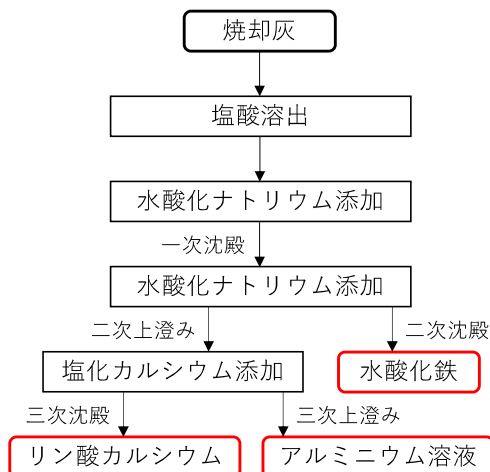 焼却灰
塩酸溶出
水酸化ナトリウム添加
一次沈殿
水酸化ナトリウム添加
二次上澄み
二次沈殿
塩化カルシウム添加
水酸化鉄
三次沈殿
三次上澄み
リン酸カルシウム
アルミニウム溶液